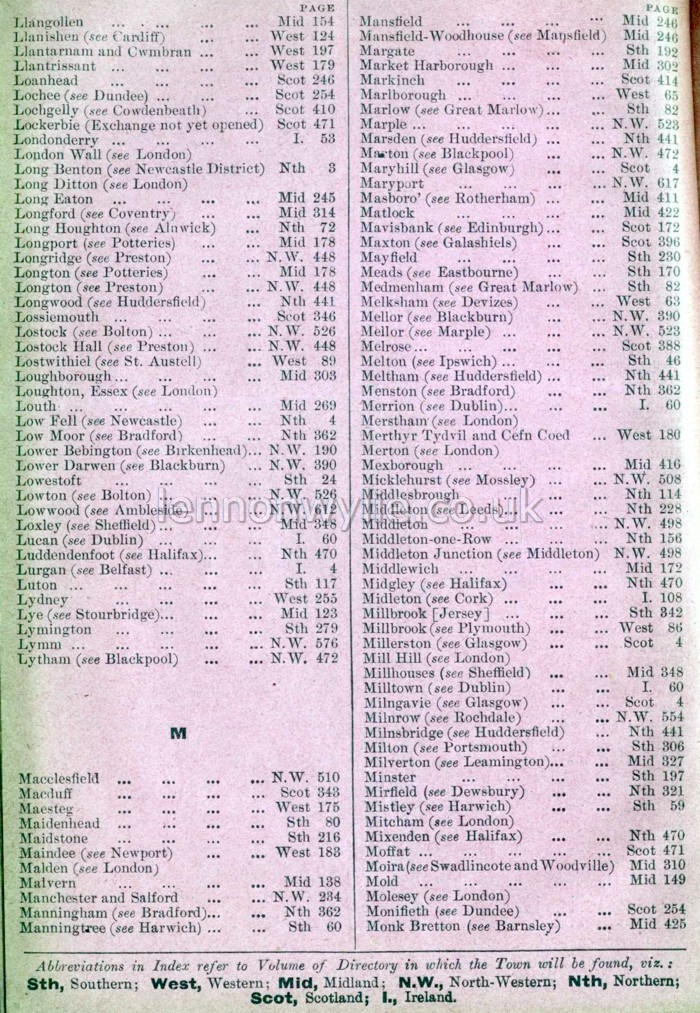 PAGE
Llangollen ... ... ... ... Mid 154
Llanishen (see Cardiff) ... ... West 124
Llantarnam and Cwmbran ... ... West 197
Llantrissant ... ... ... ... West 179
Loanhead ... ... ... ... Scot 246
Lochee (see Dundee) ... ... ... Scot 254
Lochgelly (see Cowdenbeath) ... Scot 410
Lockerbie (Exchange not yet opened) Scot 471
Londonderry ... ... ... ... I. 53
London Wall (see London)
Long Benton (see Newcastle District) Nth 3
Long Ditton (see London)
Long Eaton ... ... ... ... Mid 245
Longford (see Coventry) ... ... Mid 314
Long Houghton (see Alnwick) ... Nth 72
Longport (see Potteries) ... ... Mid 178
Longridge (see Preston) ... ... N.W. 448
Longton (see Potteries) ... ... Mid 178
Longton (see Preston) ... ... N.W. 448
Longwood (see Huddersfield) ... Nth 441
Lossiemouth ... ... ... ... Scot 346
Lostock (see Bolton) ... ... ... N.W. 526
Lostock Hall (see Preston) ... ... N.W. 448
Lostwithiel (see St. Austell) ... West 89
Loughborough ... ... ... ... Mid 303
Loughton, Essex (see London)
Louth ... ... ... ... ... Mid 269
Low Fell (see Newcastle) ... ... Nth 4
Low Moor (see Bradford) ... ... Nth 362
Lower Bebington (see Birkenhead)... N.W. 190
Lower Darwen (see Blackburn) ... N.W. 390
Lowestoft ... ... ... ... Sth 24
Lowton (see Bolton) ... ... ... N.W. 526
Lowwood (see Ambleside) ... ... N.W. 612
Loxley (see Sheffield) ... ... ... Mid 348
Lucan (see Dublin) ... ... ... I. 60
Luddendenfoot (see Halifax)... ... Nth 470
Lurgan (see Belfast) ... ... ... I. 4
Luton ... ... ... ... ... Sth 117
Lydney ... ... ... ... West 255
Lye (see Stourbridge)... ... ... Mid 123
Lymington ... ... ... ... Sth 279
Lymm ... ... ... ... ... N.W. 576
Lytham (see Blackpool) ... ... N.W. 472
M
Macclesfield ... ... ... ... N.W. 510
Macduff ... ... ... ... Scot 343
Maesteg ... ... ... ... West 175
Maidenhead ... ... ... ... Sth 80
Maidstone ... ... ... ... Sth 216
Maindee (see Newport) ... ... West 183
Malden (see London)
Malvern ... ... ... ... Mid 138
Manchester and Salford ... ... N.W. 234
Manningham (see Bradford)... ... Nth 362
Manningtree (see Harwich) ... ... Sth 60
PAGE
Mansfield ... ... ... ... Mid 246
Mansfield-Woodhouse (see Mansfield) Mid 246
Margate ... ... ... ... Sth 192
Market Harborough ... ... ... Mid 302
Markinch ... ... ... ... Scot 414
Marlborough ... ... ... ... West 65
Marlow (see Great Marlow)... ... Sth 82
Marple ... ... ... ... ... N.W. 523
Marsden (see Huddersfield) ... ... Nth 441
Marton (see Blackpool) ... ... N.W. 472
Maryhill (see Glasgow) ... ... Scot 4
Maryport ... ... ... ... N.W. 617
Masboro' (see Rotherham) ... ... Mid 411
Matlock ... ... ... ... Mid 422
Mavisbank (see Edinburgh)... ... Scot 172
Maxton (see Galashiels) ... ... Scot 396
Mayfield ... ... ... ... Sth 230
Meads (see Eastbourne) ... ... Sth 170
Medmenham (see Great Marlow) ... Sth 82
Melksham (see Devizes) ... ... West 63
Mellor (see Blackburn) ... ... N.W. 390
Mellor (see Marple) ... ... ... N.W. 523
Melrose... ... ... ... ... Scot 388
Melton (see Ipswich) ... ... ... Sth 46
Meltham (see Huddersfield) ... ... Nth 441
Menston (see Bradford) ... ... Nth 362
Merrion (see Dublin)... ... ... I. 60
Merstham (see London)
Merthyr Tydvil and Cefn Coed ... West 180
Merton (see London)
Mexborough ... ... ... ... Mid 416
Micklehurst (see Mossley) ... ... N.W. 508
Middlesbrough ... ... ... Nth 114
Middleton (see Leeds)... ... ... Nth 228
Middleton ... ... ... ... N.W. 498
Middleton-one-Row ... ... ... Nth 156
Middleton Junction (see Middleton) N.W. 498
Middlewich ... ... ... ... Mid 172
Midgley (see Halifax) ... ... Nth 470
Midleton (see Cork) ... ... ... I. 108
Millbrook [Jersey] ... ... ... Sth 342
Millbrook (see Plymouth) ... ... West 86
Millerston (see Glasgow) ... ... Scot 4
Mill Hill (see London)
Millhouses (see Sheffield) ... ... Mid 348
Milltown (see Dublin) ... ... I. 60
Milngavie (see Glasgow) ... ... Scot 4
Milnrow (see Rochdale) ... ... N.W. 554
Milnsbridge (see Huddersfield) ... Nth 441
Milton (see Portsmouth) ... ... Sth 306
Milverton (see Leamington)... ... Mid 327
Minster ... ... ... ... Sth 197
Mirfield (see Dewsbury) ... ... Nth 321
Mistley (see Harwich) ... ... Sth 59
Mitcham (see London)
Mixenden (see Halifax) ... ... Nth 470
Moffat ... ... ... ... ... Scot 471
Moira (see Swadlincote and Woodville) Mid 310
Mold ... ... ... ... ... Mid 149
Molesey (see London)
Monifieth (see Dundee) ... ... Scot 254
Monk Bretton (see Barnsley) ... Mid 425
lennonwylie.co.uk
Abbreviations in Index refer to Volume of Directory in which the Town will be found, viz.:
Sth, Southern; West, Western; Mid, Midland; N.W., North-Western; Nth, Northern;
Scot, Scotland; I., Ireland.